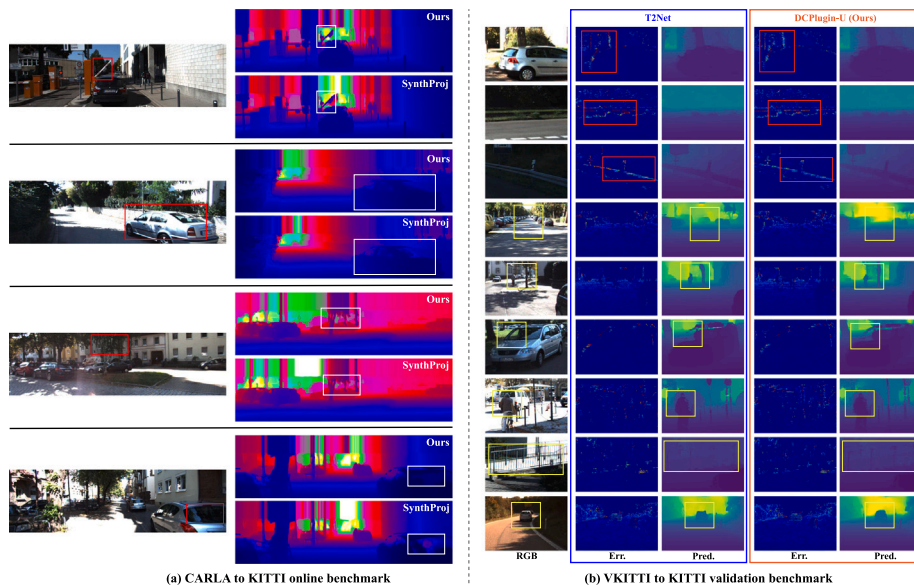 Ours
SynthProj
Ours
SynthProj
Ours
SynthProj
Ours
SynthProj
(a) CARLA to KITTI online benchmark
T2Net
DCPlugin-U (Ours)
RGB
Err.
Pred.
Err.
Pred.
(b) VKITTI to KITTI validation benchmark